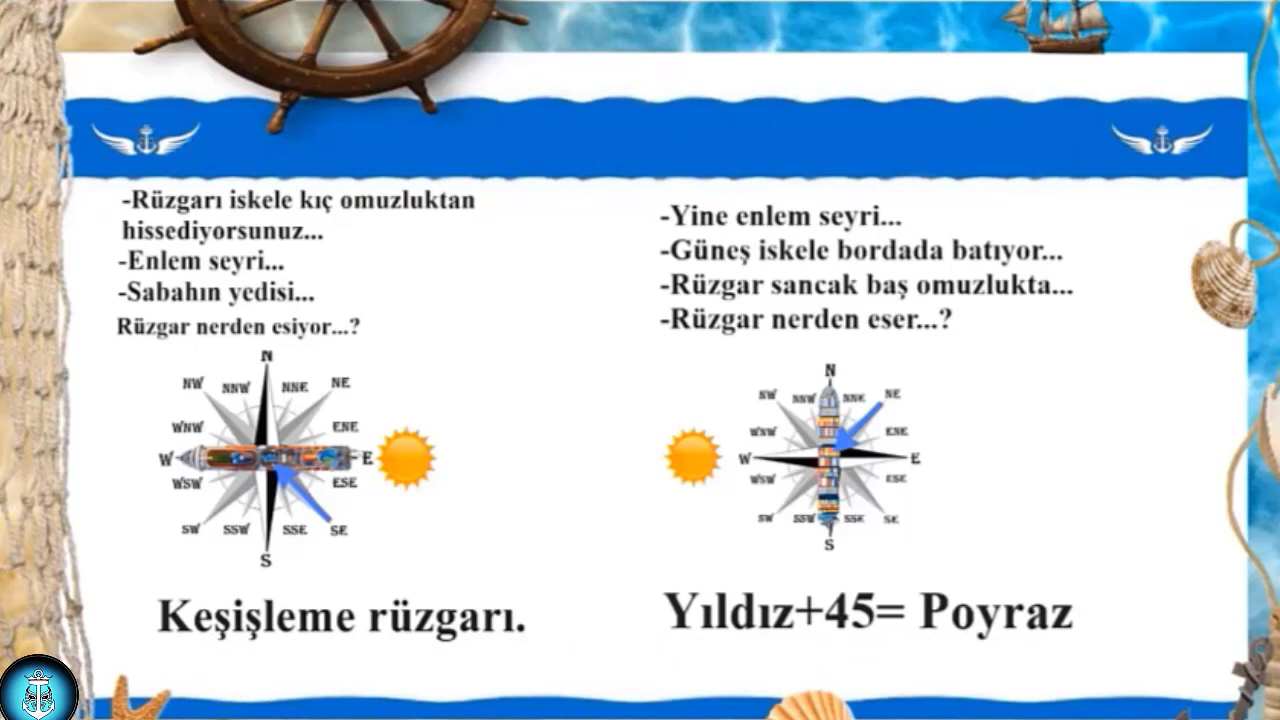 -Rüzgarı iskele kıç omuzluktan
hissediyorsunuz...
-Enlem seyri...
-Sabahın yedisi...
Rüzgar nerden esiyor...?
N
NW NNW NNE NE
WNW ENE
W E
WSW ESE
SW SSW SSE SE
S
Keşişleme rüzgarı.
-Yine enlem seyri...
-Güneş iskele bordada batıyor...
-Rüzgar sancak baş omuzlukta...
-Rüzgar nerden eser...?
N
NW NNW NNE NE
WNW ENE
W E
WSW ESE
SW SSW SSE SE
S
Yıldız+45= Poyraz